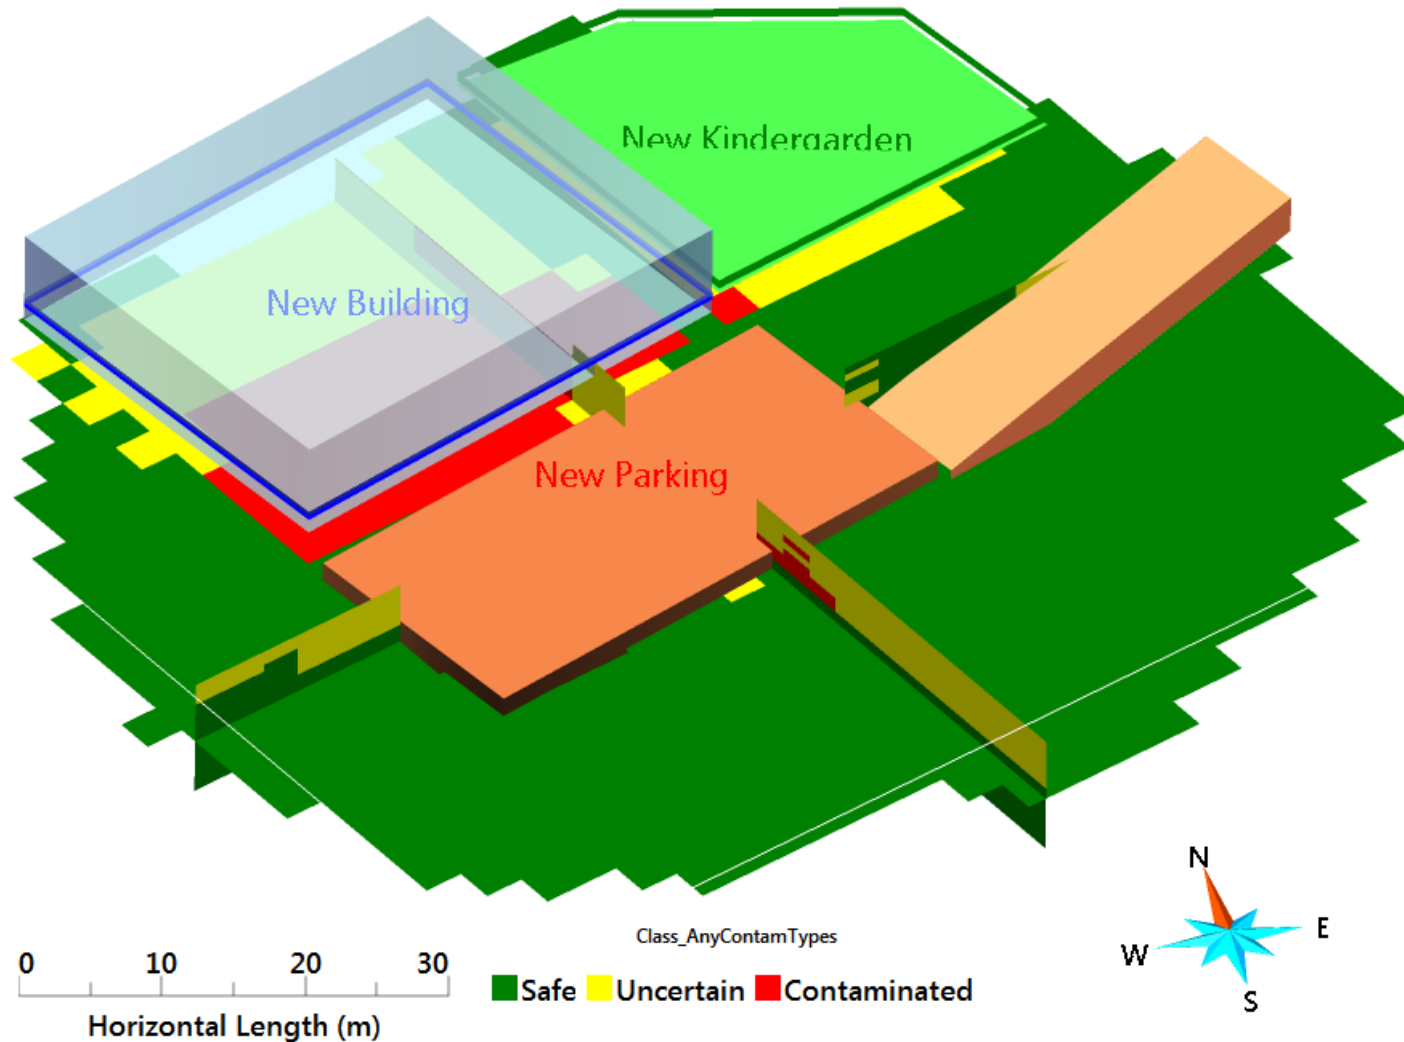 New Kindergarden
New Building
New Parking
N
E
W
S
Class_AnyContamTypes
0 10 20 30
Safe Uncertain Contaminated
Horizontal Length (m)